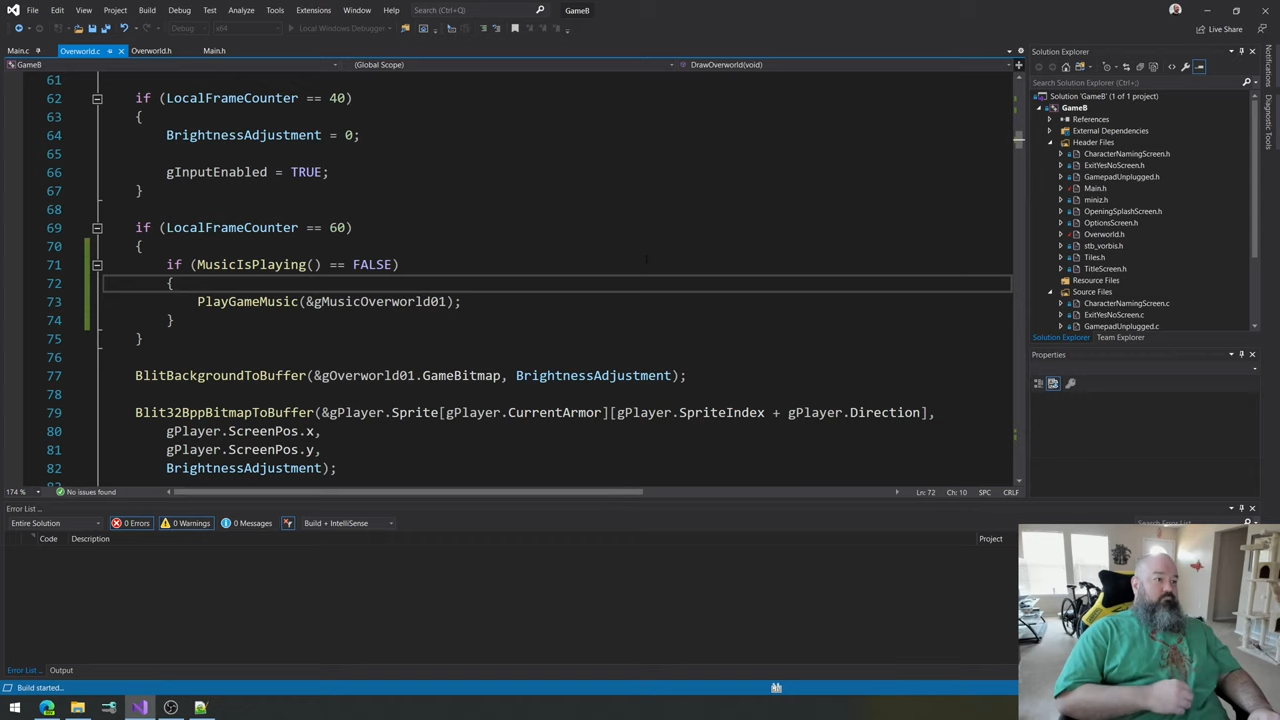 File Edit View Git Project Build Debug Test Analyze Tools Extensions Window Help Search (Ctrl+Q) GameB
Debug x64 Local Windows Debugger Live Share
Main.c Overworld.c Overworld.h Main.h
GameB (Global Scope) DrawOverworld(void)
61
62 if (LocalFrameCounter == 40)
63 {
64 BrightnessAdjustment = 0;
65
66 gInputEnabled = TRUE;
67 }
68
69 if (LocalFrameCounter == 60)
70 {
71 if (MusicIsPlaying() == FALSE)
72 {
73 PlayGameMusic(&gMusicOverworld01);
74 }
75 }
76
77 BlitBackgroundToBuffer(&gOverworld01.GameBitmap, BrightnessAdjustment);
78
79 Blit32BppBitmapToBuffer(&gPlayer.Sprite[gPlayer.CurrentArmor][gPlayer.SpriteIndex + gPlayer.Direction],
80 gPlayer.ScreenPos.x,
81 gPlayer.ScreenPos.y,
82 BrightnessAdjustment);
174 % No issues found Ln: 72 Ch: 10 SPC CRLF
Error List ...
Entire Solution 0 Errors 0 Warnings 0 Messages Build + IntelliSense
Code Description Project
Error List ... Output
Build started...
Solution Explorer
Search Solution Explorer (Ctrl+;)
Solution 'GameB' (1 of 1 project)
GameB
References
External Dependencies
Header Files
CharacterNamingScreen.h
ExitYesNoScreen.h
GamepadUnplugged.h
Main.h
miniz.h
OpeningSplashScreen.h
OptionsScreen.h
Overworld.h
stb_vorbis.h
Tiles.h
TitleScreen.h
Resource Files
Source Files
CharacterNamingScreen.c
ExitYesNoScreen.c
GamepadUnplugged.c
Solution Explorer Team Explorer
Properties
Notifications
Diagnostic Tools